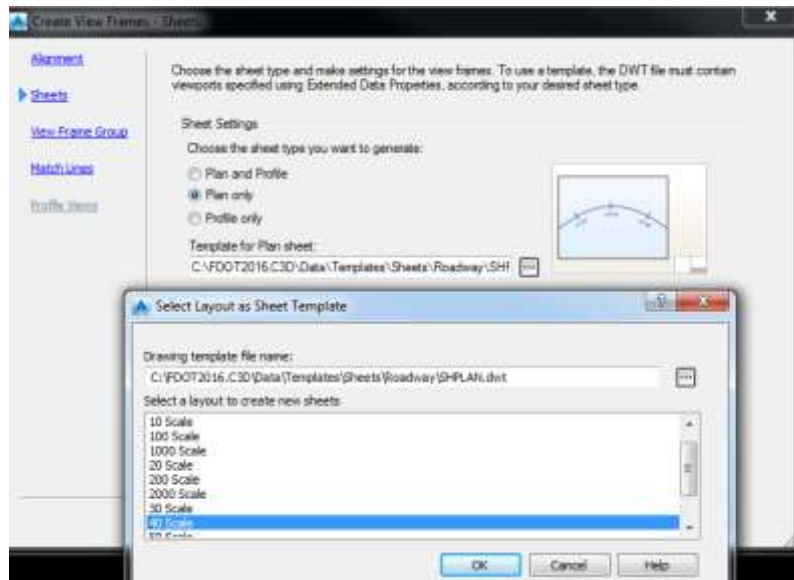 Create View Frames - Sheets
Alignment
Choose the sheet type and make settings for the view frames. To use a template, the DWT file must contain
viewports specified using Extended Data Properties, according to your desired sheet type.
Sheets
View Frame Group
Match Lines
Profile Views
Sheet Settings
Choose the sheet type you want to generate:
Plan and Profile
Plan only
Profile only
Template for Plan sheet:
C:\FDOT2016.C3D\Data\Templates\Sheets\Roadway\SHF
Select Layout as Sheet Template
Drawing template file name:
C:\FDOT2016.C3D\Data\Templates\Sheets\Roadway\SHPLAN.dwt
Select a layout to create new sheets
10 Scale
100 Scale
1000 Scale
20 Scale
200 Scale
2000 Scale
30 Scale
40 Scale
50 Scale
OK
Cancel
Help